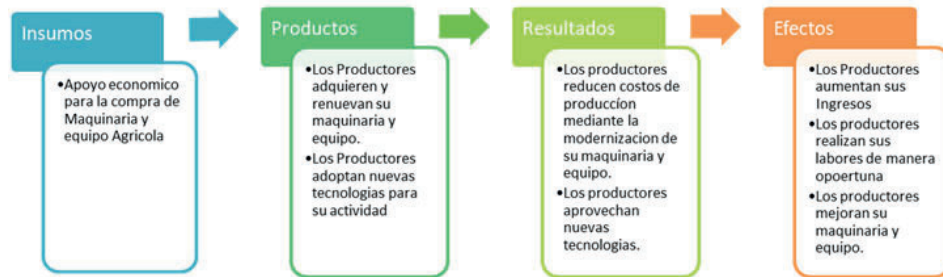 Insumos
•Apoyo economico
para la compra de
Maquinaria y
equipo Agricola
Productos
•Los Productores
adquieren y
renuevan su
maquinaria y
equipo.
•Los Productores
adoptan nuevas
tecnologias para
su actividad
Resultados
•Los productores
reducen costos de
produccíon
mediante la
modernizacion de
su maquinaria y
equipo.
•Los productores
aprovechan
nuevas
tecnologias.
Efectos
•Los Productores
aumentan sus
Ingresos
•Los productores
realizan sus
labores de manera
opoertuna
•Los productores
mejoran su
maquinaria y
equipo.